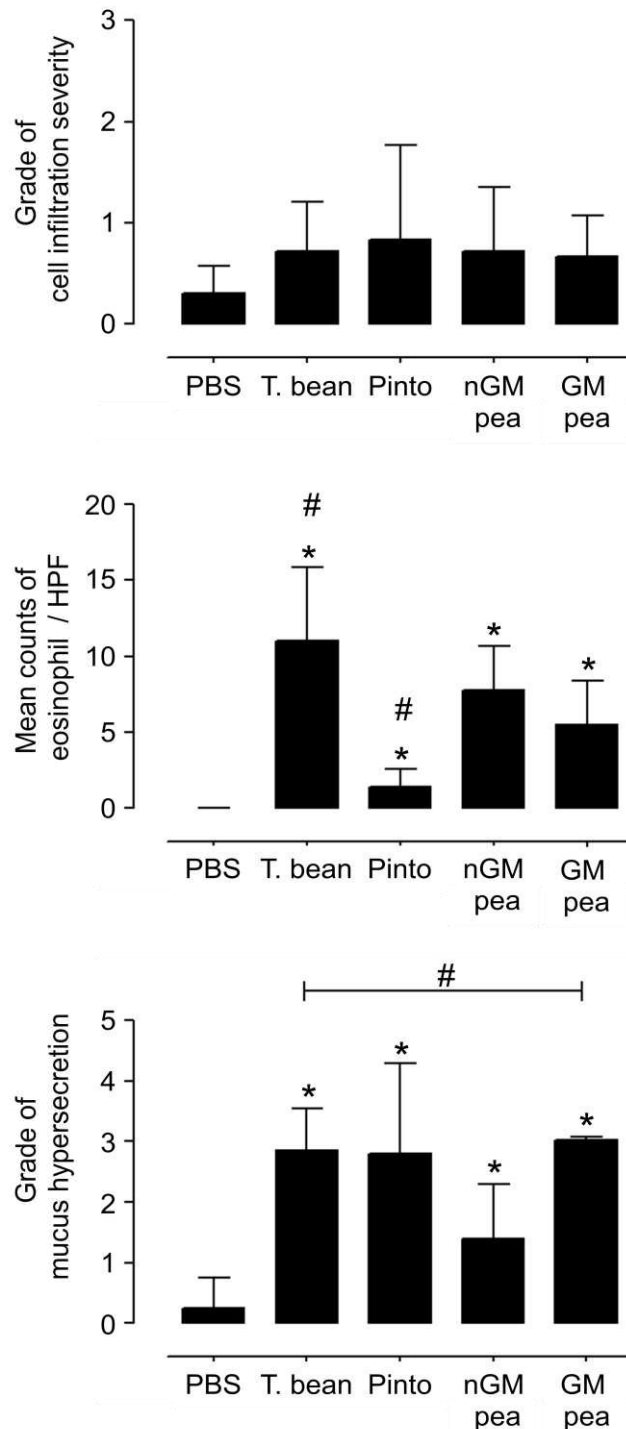 Grade of
cell infiltration severity
3
2
1
0
PBS T. bean Pinto nGM pea GM pea
Mean counts of
eosinophil / HPF
20
15
10
5
0
#
*
#
*
*
*
PBS T. bean Pinto nGM pea GM pea
Grade of
mucus hypersecretion
#
5
4
3
2
1
0
*
*
*
*
PBS T. bean Pinto nGM pea GM pea